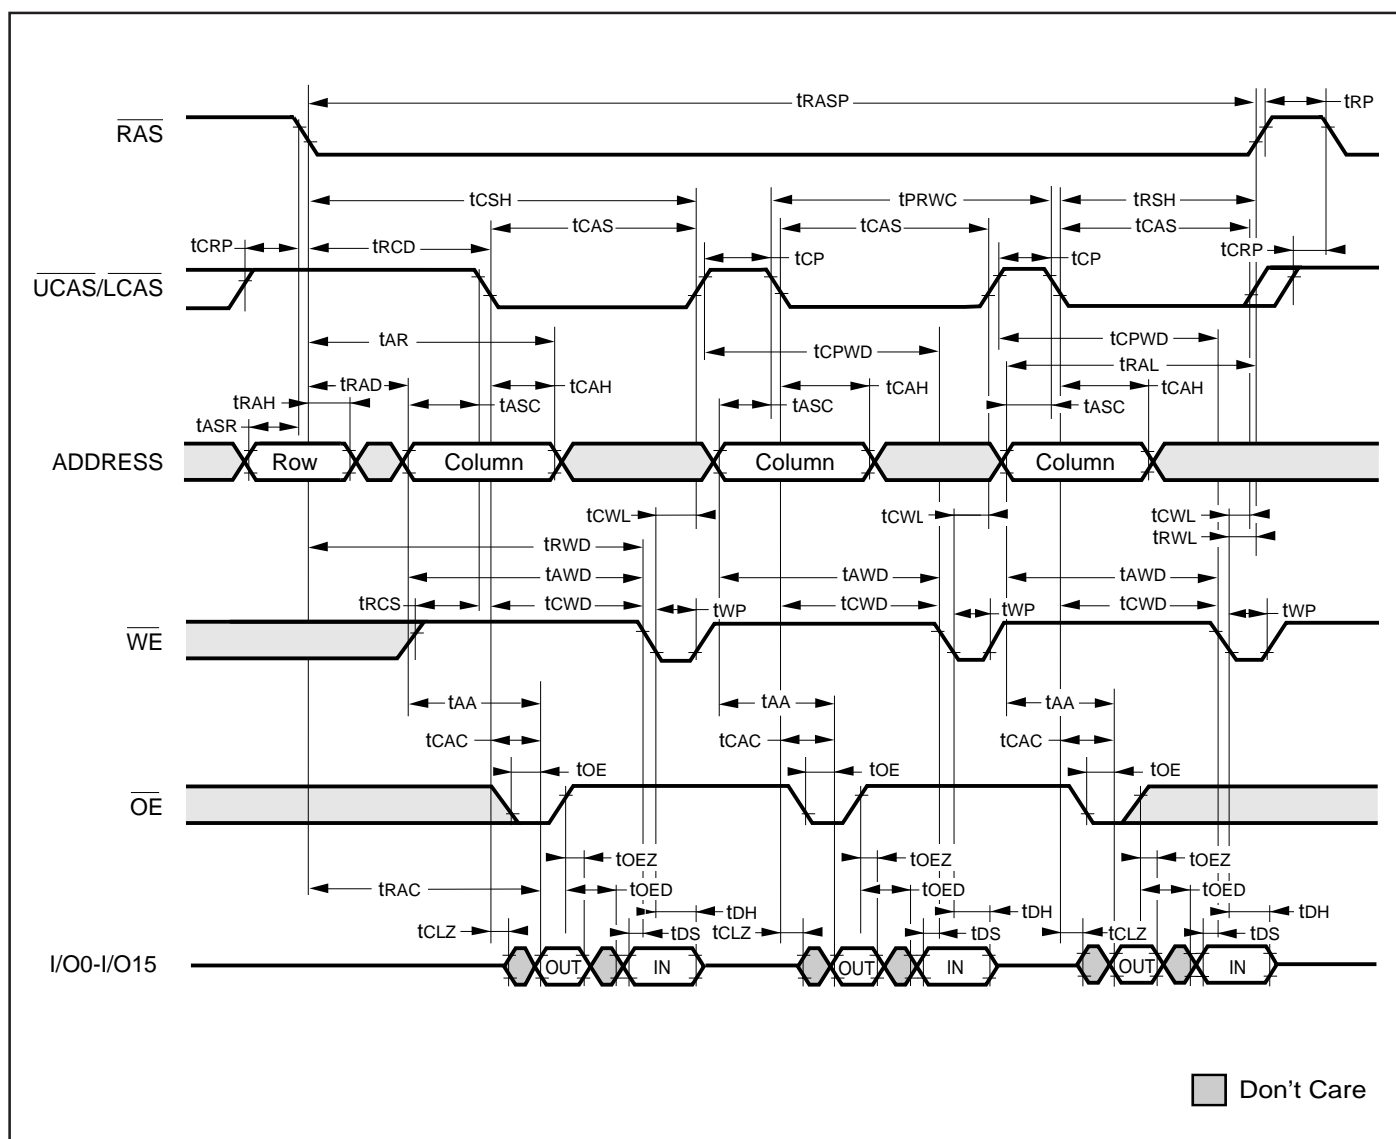 tRASP tRP
RAS
tCSH tPRWC tRSH
tCAS tCAS tCAS
tCRP tRCD tCP tCP tCRP
UCAS/LCAS
tAR tCPWD tCPWD
tRAL
tRAD tCAH tCAH tCAH
tRAH tASC tASC tASC
tASR
ADDRESS Row Column Column Column
tCWL tCWL tCWL
tRWD tRWL
tAWD tAWD tAWD
tRCS tCWD tWP tCWD tWP tCWD tWP
WE
tAA tAA tAA
tCAC tCAC tCAC
tOE tOE tOE
OE
tOEZ tOEZ tOEZ
tRAC tOED tOED tOED
tDH tDH tDH
tCLZ tDS tCLZ tDS tCLZ tDS
I/O0-I/O15 OUT IN OUT IN OUT IN
Don't Care